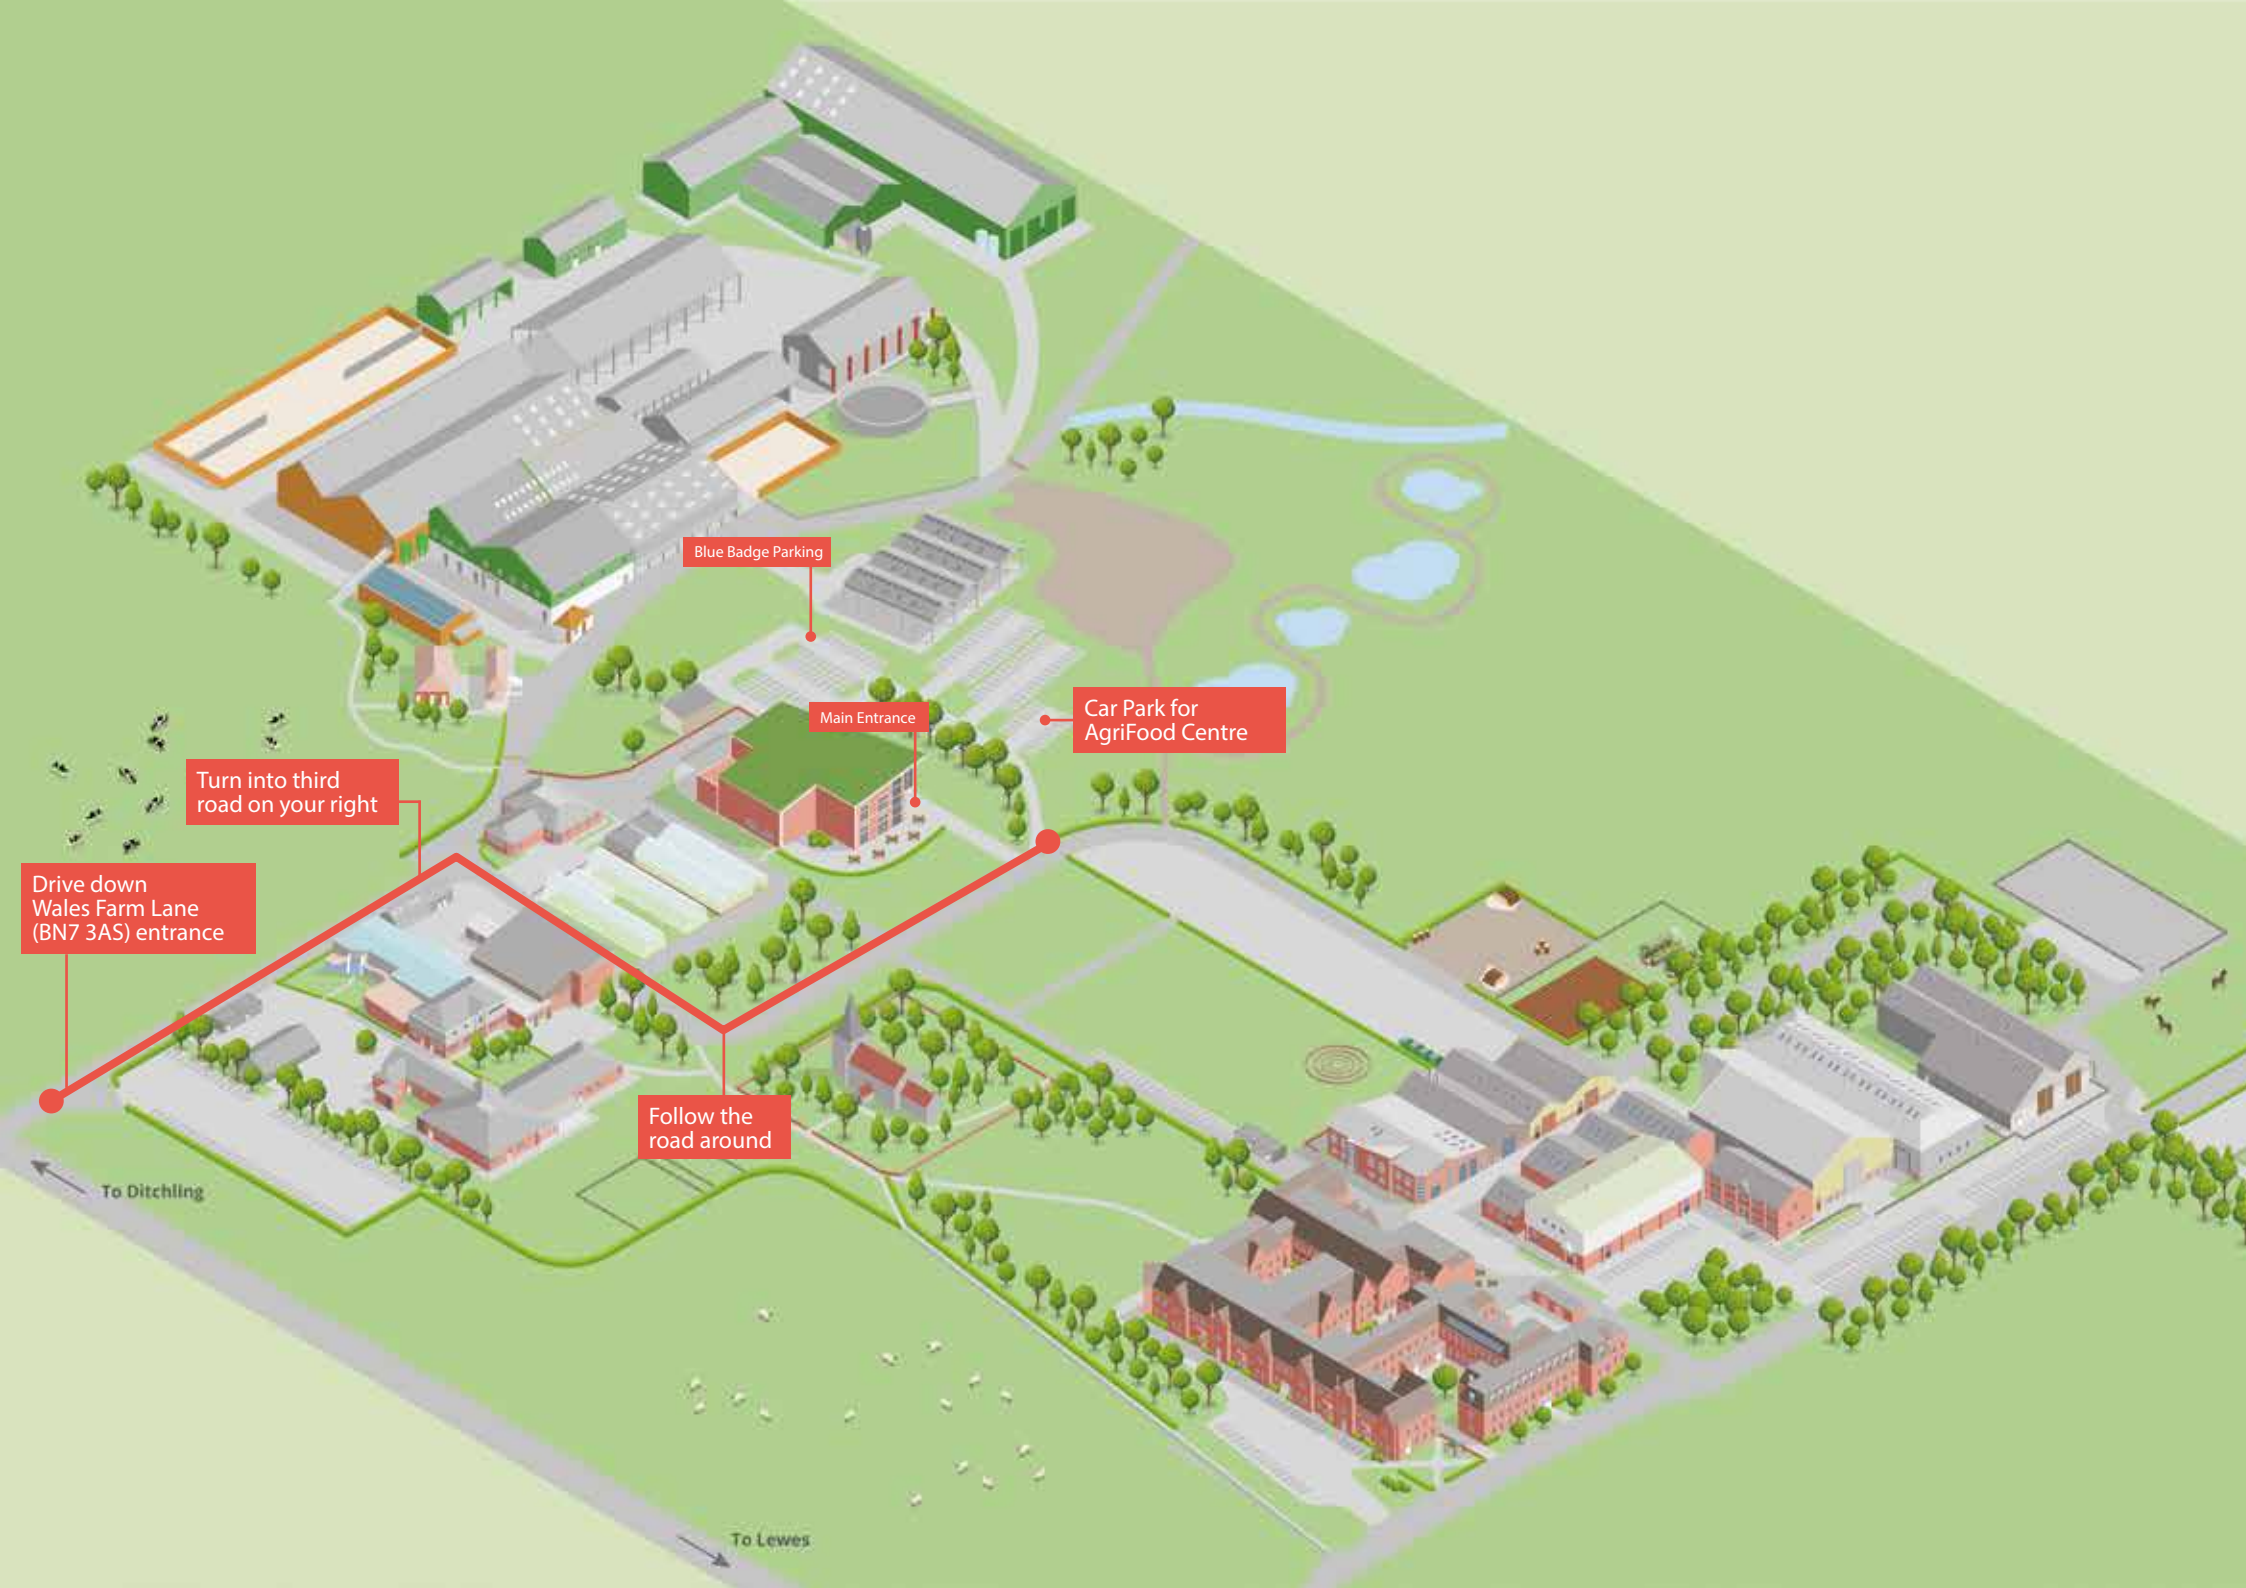 Blue Badge Parking
Main Entrance
Car Park for
AgriFood Centre
Turn into third
road on your right
Drive down
Wales Farm Lane
(BN7 3AS) entrance
Follow the
road around
To Ditchling
To Lewes